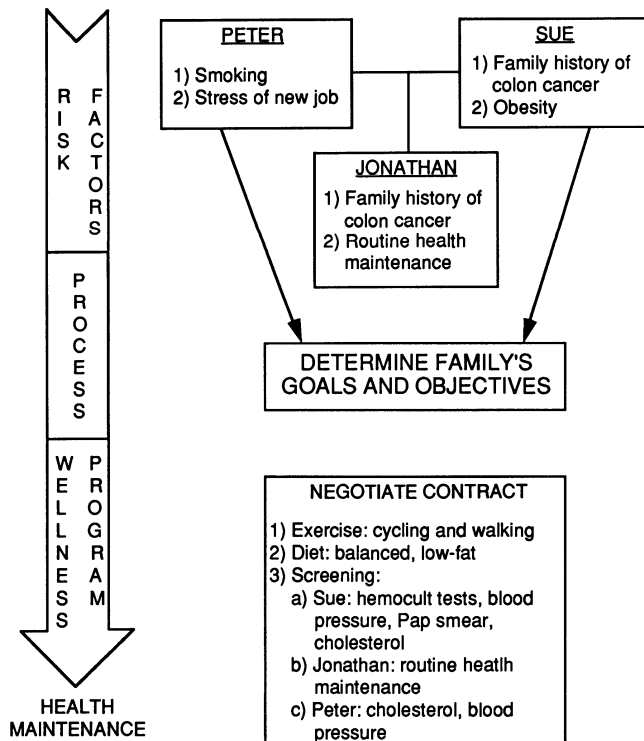 RISK FACTORS
PROCESS
WELLNESS PROGRAM
HEALTH
MAINTENANCE
PETER
1) Smoking
2) Stress of new job
SUE
1) Family history of
colon cancer
2) Obesity
JONATHAN
1) Family history of
colon cancer
2) Routine health
maintenance
DETERMINE FAMILY'S
GOALS AND OBJECTIVES
NEGOTIATE CONTRACT
1) Exercise: cycling and walking
2) Diet: balanced, low-fat
3) Screening:
a) Sue: hemocult tests, blood
pressure, Pap smear,
cholesterol
b) Jonathan: routine heatlh
maintenance
c) Peter: cholesterol, blood
pressure